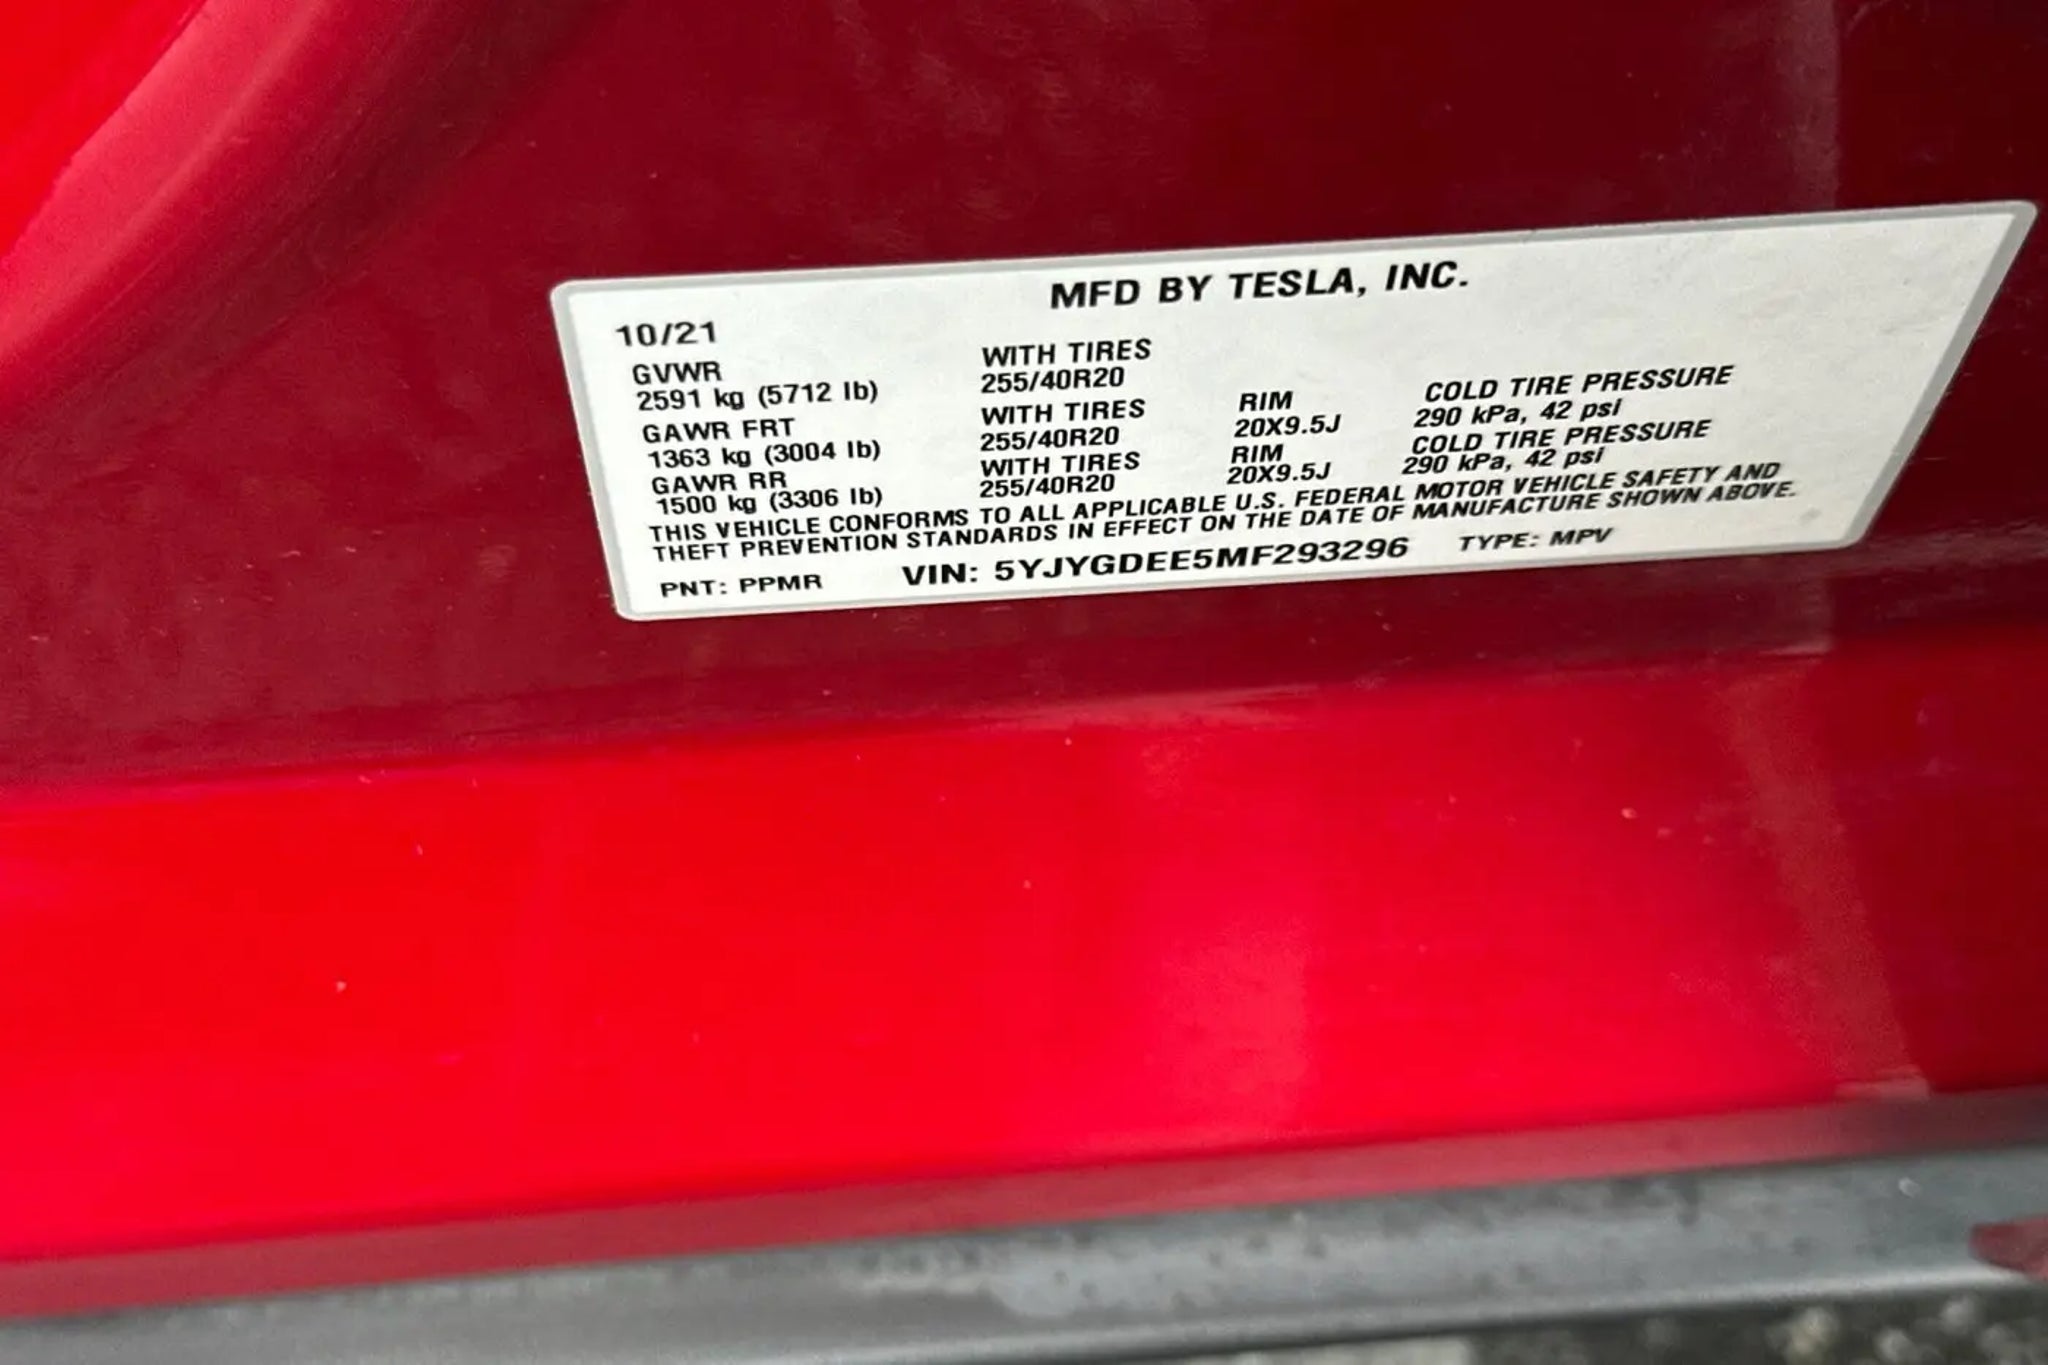 MFD BY TESLA, INC.
10/21
GVWR WITH TIRES
2591 kg (5712 lb) 255/40R20
GAWR FRT WITH TIRES RIM COLD TIRE PRESSURE
1363 kg (3004 lb) 255/40R20 20X9.5J 290 kPa, 42 psi
GAWR RR WITH TIRES RIM COLD TIRE PRESSURE
1500 kg (3306 lb) 255/40R20 20X9.5J 290 kPa, 42 psi
THIS VEHICLE CONFORMS TO ALL APPLICABLE U.S. FEDERAL MOTOR VEHICLE SAFETY AND
THEFT PREVENTION STANDARDS IN EFFECT ON THE DATE OF MANUFACTURE SHOWN ABOVE.
PNT: PPMR VIN: 5YJYGDEE5MF293296 TYPE: MPV